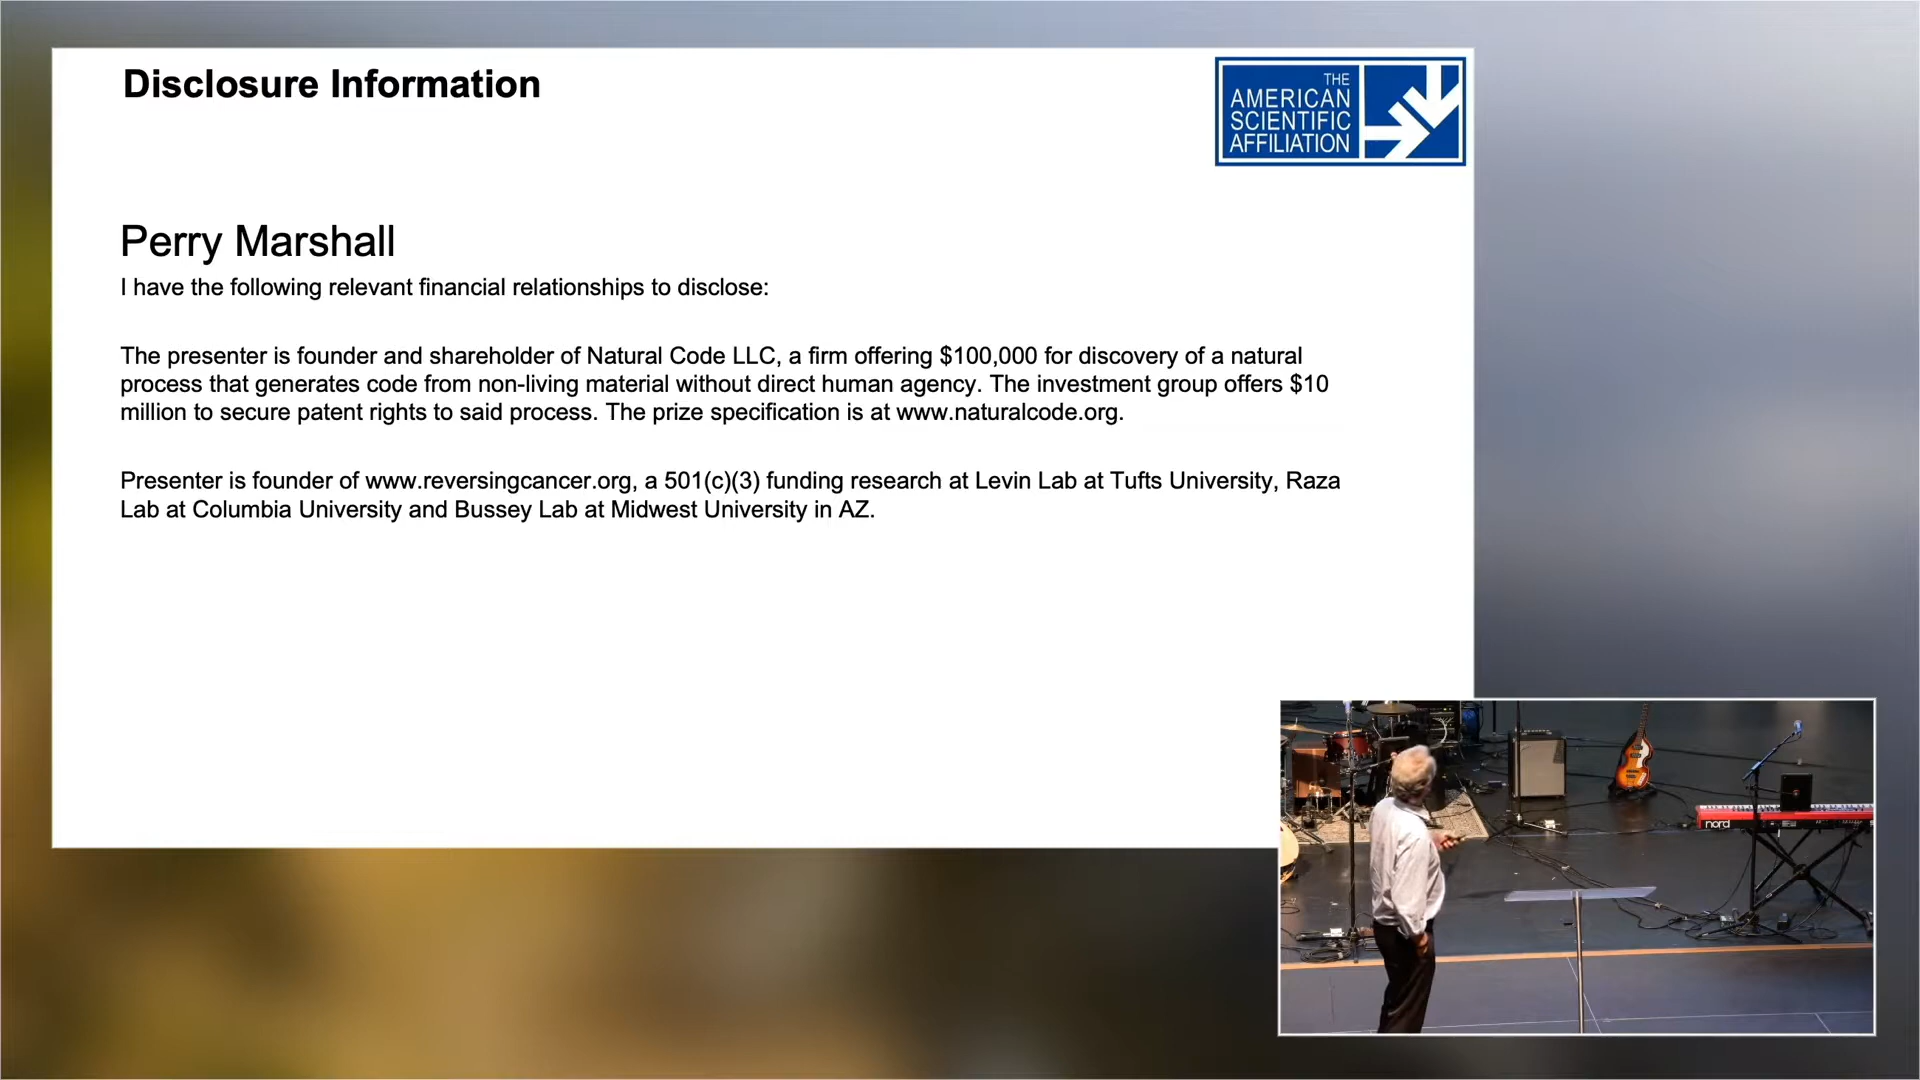 Disclosure Information
THE
AMERICAN
SCIENTIFIC
AFFILIATION
Perry Marshall
I have the following relevant financial relationships to disclose:
The presenter is founder and shareholder of Natural Code LLC, a firm offering $100,000 for discovery of a natural
process that generates code from non-living material without direct human agency. The investment group offers $10
million to secure patent rights to said process. The prize specification is at www.naturalcode.org.
Presenter is founder of www.reversingcancer.org, a 501(c)(3) funding research at Levin Lab at Tufts University, Raza
Lab at Columbia University and Bussey Lab at Midwest University in AZ.
nord